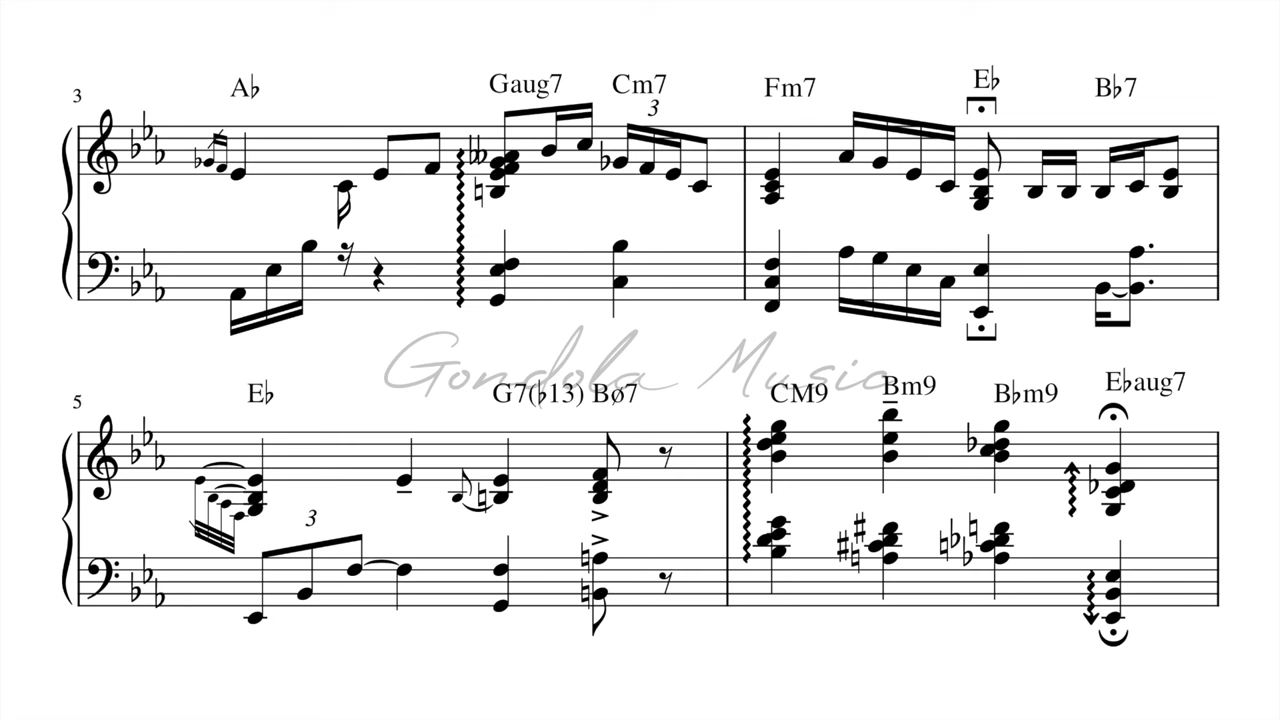 3
A♭ Gaug7 Cm7 Fm7 E♭ B♭7
3
Gondola Music
5
E♭ G7(♭13) Bø7 CM9 Bm9 B♭m9 E♭aug7
3